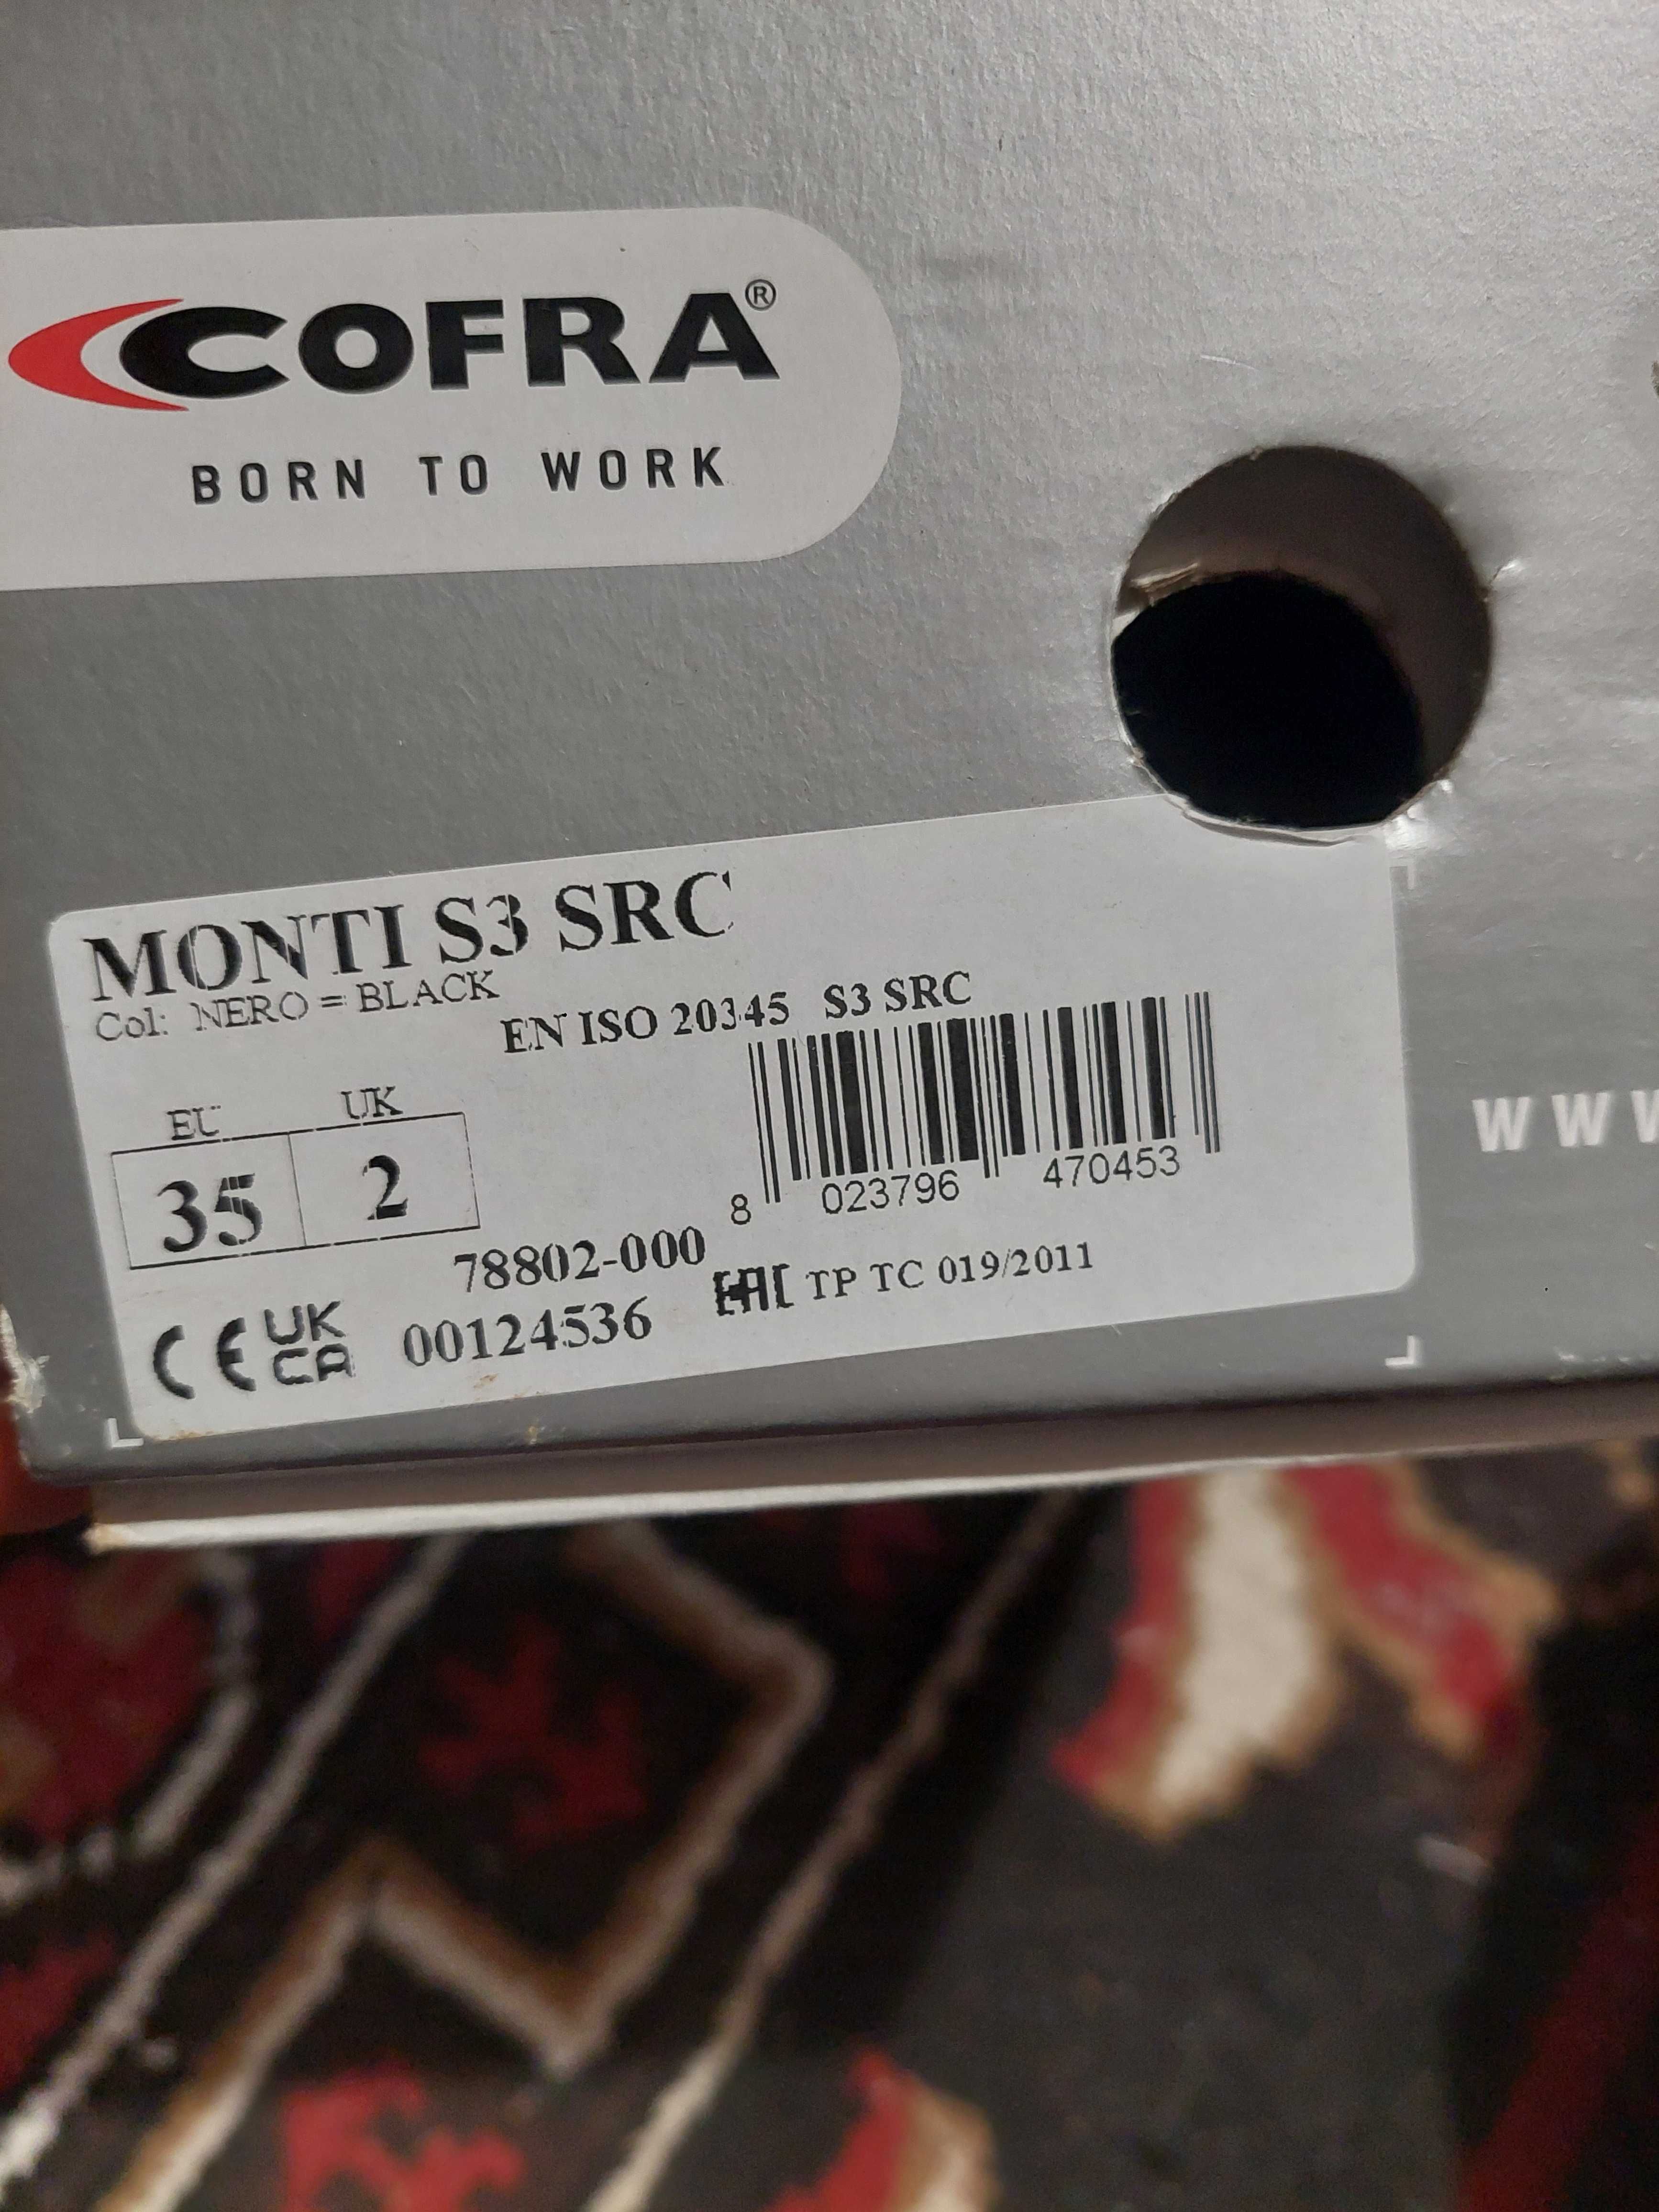 COFRA®
BORN TO WORK
MONTI S3 SRC
Col: NERO = BLACK
EN ISO 20345 S3 SRC
EU UK
35 2
8 023796 470453
78802-000
CE UK CA 00124536
EAC TP TC 019/2011
WWW